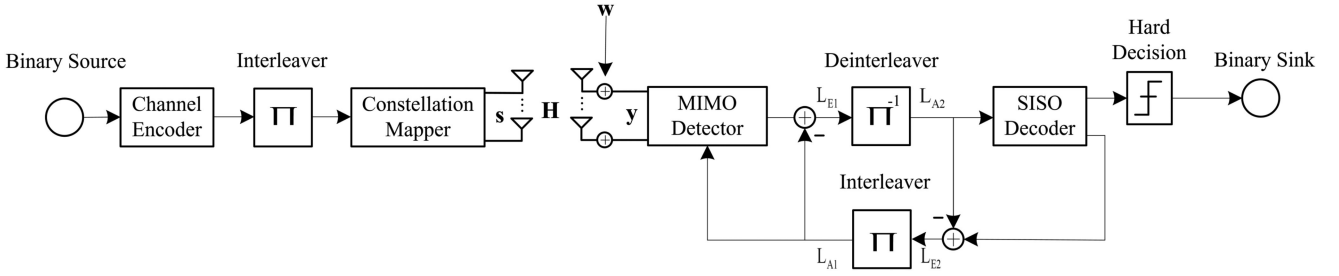 Binary Source
Channel
Encoder
Interleaver
Π
Constellation
Mapper
s
H
w
y
MIMO
Detector
−
L_E1
Deinterleaver
Π^-1
L_A2
SISO
Decoder
Hard
Decision
Binary Sink
Interleaver
Π
L_A1
L_E2
−